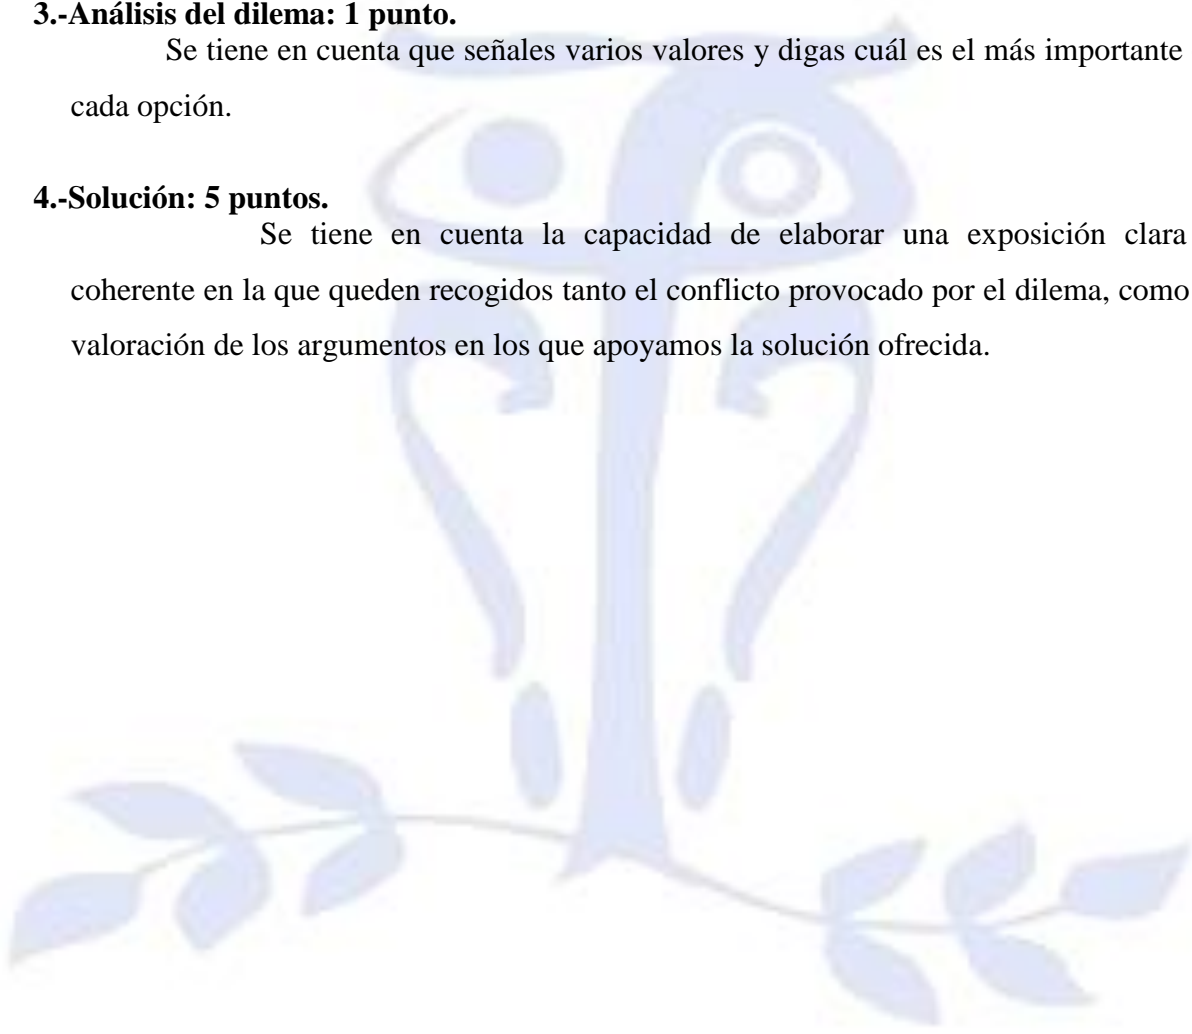 3.-Análisis del dilema: 1 punto.
Se tiene en cuenta que señales varios valores y digas cuál es el más importante
cada opción.
4.-Solución: 5 puntos.
Se tiene en cuenta la capacidad de elaborar una exposición clara
coherente en la que queden recogidos tanto el conflicto provocado por el dilema, como
valoración de los argumentos en los que apoyamos la solución ofrecida.